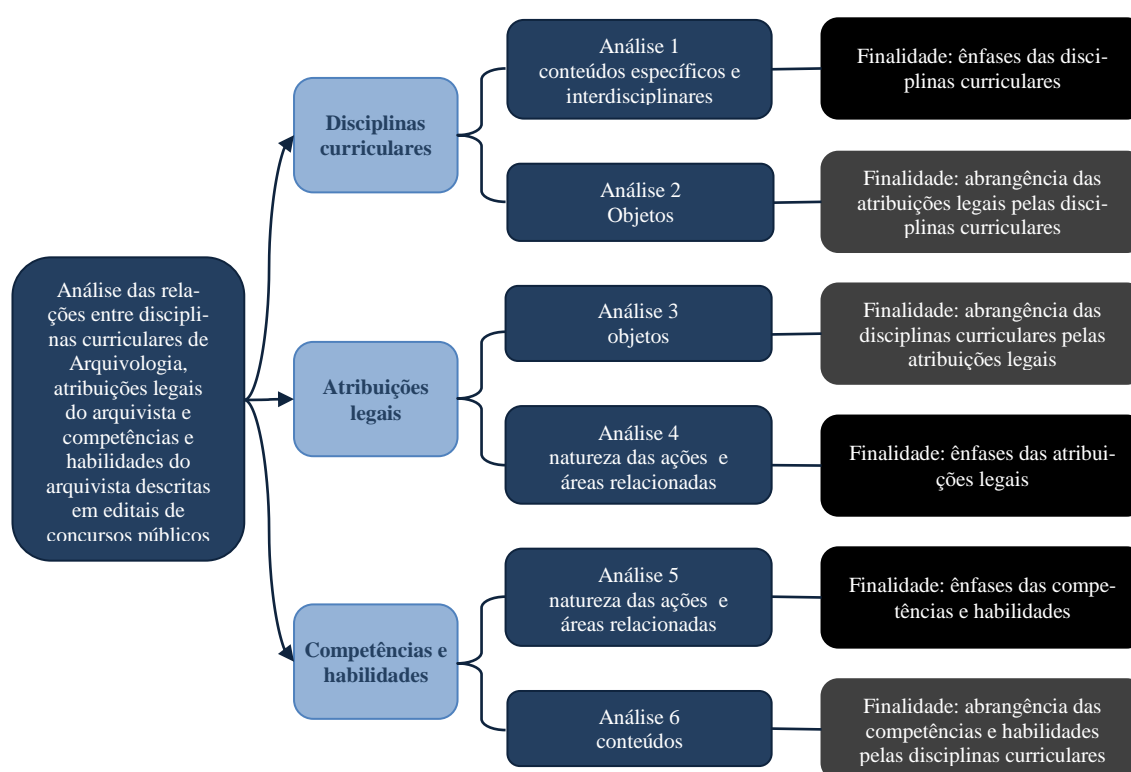 Análise das rela-
ções entre discipli-
nas curriculares de
Arquivologia,
atribuições legais
do arquivista e
competências e
habilidades do
arquivista descritas
em editais de
concursos públicos
Disciplinas
curriculares
Análise 1
conteúdos específicos e
interdisciplinares
Finalidade: ênfases das disci-
plinas curriculares
Análise 2
Objetos
Finalidade: abrangência das
atribuições legais pelas disci-
plinas curriculares
Atribuições
legais
Análise 3
objetos
Finalidade: abrangência das
disciplinas curriculares pelas
atribuições legais
Análise 4
natureza das ações e
áreas relacionadas
Finalidade: ênfases das atribui-
ções legais
Competências e
habilidades
Análise 5
natureza das ações e
áreas relacionadas
Finalidade: ênfases das compe-
tências e habilidades
Análise 6
conteúdos
Finalidade: abrangência das
competências e habilidades
pelas disciplinas curriculares